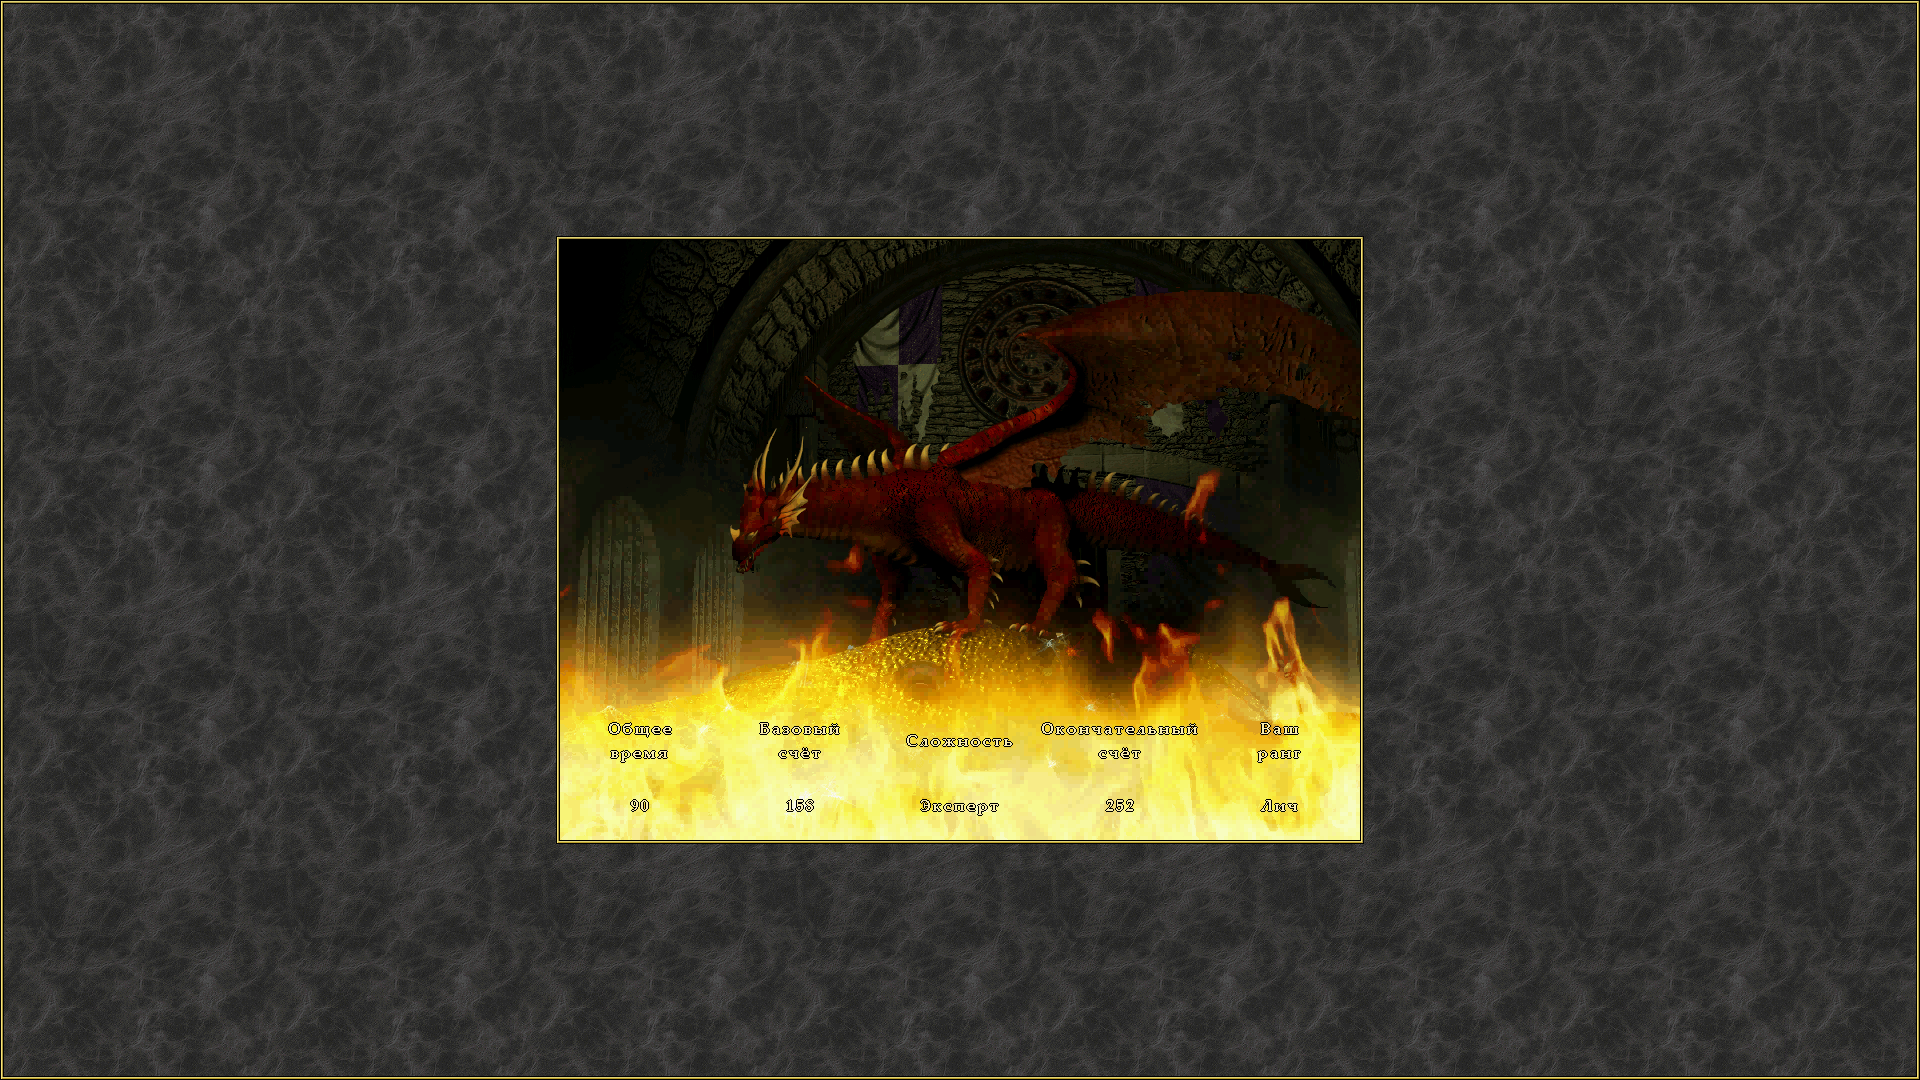 Общее время
Базовый счёт
Сложность
Окончательный счёт
Ваш ранг
90
158
Эксперт
252
Лич